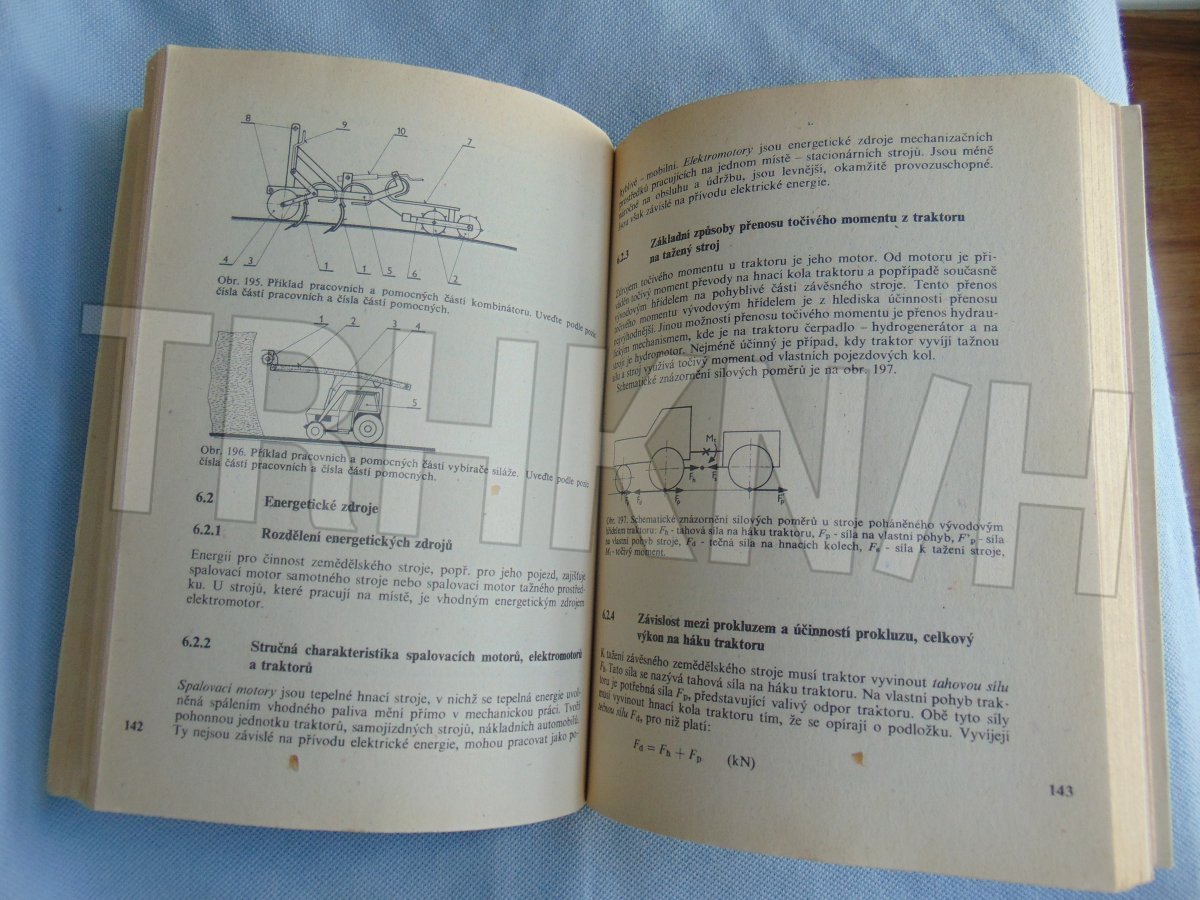 8
9
10
7
4
3
1
1
5
6
2
Obr. 195. Příklad pracovních a pomocných částí kombinátoru. Uveďte podle pozic
čísla částí pracovních a čísla částí pomocných.
1
2
3
4
5
Obr. 196. Příklad pracovních a pomocných částí vybírače siláže. Uveďte podle pozic
čísla částí pracovních a čísla částí pomocných.
6.2 Energetické zdroje
6.2.1 Rozdělení energetických zdrojů
Energii pro činnost zemědělského stroje, popř. pro jeho pojezd, zajišťuje
spalovací motor samotného stroje nebo spalovací motor tažného prostřed-
ku. U strojů, které pracují na místě, je vhodným energetickým zdrojem
elektromotor.
6.2.2 Stručná charakteristika spalovacích motorů, elektromotorů
a traktorů
Spalovací motory jsou tepelné hnací stroje, v nichž se tepelná energie uvol-
něná spálením vhodného paliva mění přímo v mechanickou práci. Tvoří
pohonnou jednotku traktorů, samojízdných strojů, nákladních automobilů.
Ty nejsou závislé na přívodu elektrické energie, mohou pracovat jako po-
142
hyblivé – mobilní. Elektromotory jsou energetické zdroje mechanizačních
prostředků pracujících na jednom místě – stacionárních strojů. Jsou méně
náročné na obsluhu a údržbu, jsou levnější, okamžitě provozuschopné.
Jsou však závislé na přívodu elektrické energie.
6.2.3 Základní způsoby přenosu točivého momentu z traktoru
na tažený stroj
Zdrojem točivého momentu u traktoru je jeho motor. Od motoru je při-
váděn točivý moment převody na hnací kola traktoru a popřípadě současně
vývodovým hřídelem na pohyblivé části závěsného stroje. Tento přenos
točivého momentu vývodovým hřídelem je z hlediska účinnosti přenosu
nejvýhodnější. Jinou možností přenosu točivého momentu je přenos hydrau-
lickým mechanismem, kde je na traktoru čerpadlo – hydrogenerátor a na
stroji je hydromotor. Nejméně účinný je případ, kdy traktor vyvíjí tažnou
sílu a stroj využívá točivý moment od vlastních pojezdových kol.
Schematické znázornění silových poměrů je na obr. 197.
Mt
Fh
Fd
Fp
Obr. 197. Schematické znázornění silových poměrů u stroje poháněného vývodovým
hřídelem traktoru: Fh - tahová síla na háku traktoru, Fp - síla na vlastní pohyb, F'p - síla
na vlastní pohyb stroje, Fd - tečná síla na hnacích kolech, - síla k tažení stroje,
Mt - točivý moment.
6.2.4 Závislost mezi prokluzem a účinností prokluzu, celkový
výkon na háku traktoru
K tažení závěsného zemědělského stroje musí traktor vyvinout tahovou sílu
Fh. Tato síla se nazývá tahová síla na háku traktoru. Na vlastní pohyb trak-
toru je potřebná síla Fp, představující valivý odpor traktoru. Obě tyto síly
musí vyvinout hnací kola traktoru tím, že se opírají o podložku. Vyvíjejí
tečnou sílu Fd, pro niž platí:
Fd = Fh + Fp (kN)
143
TRHKNIH